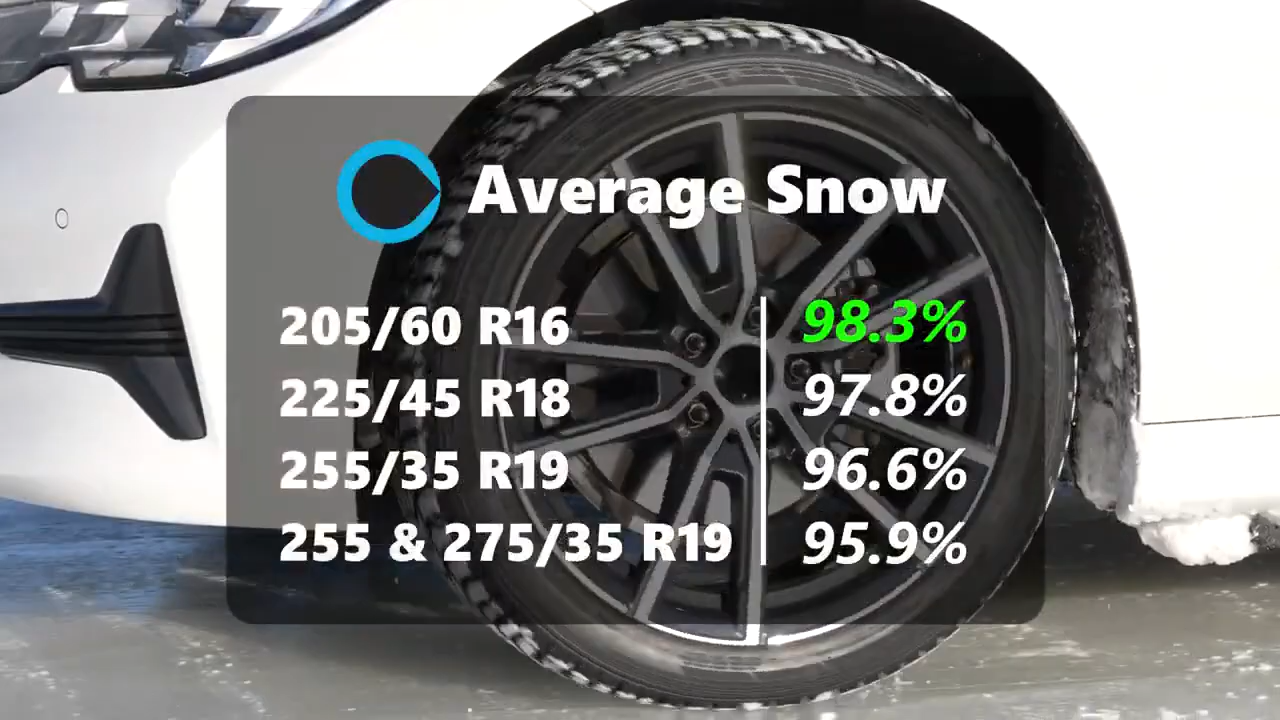 Average Snow
205/60 R16 98.3%
225/45 R18 97.8%
255/35 R19 96.6%
255 & 275/35 R19 95.9%